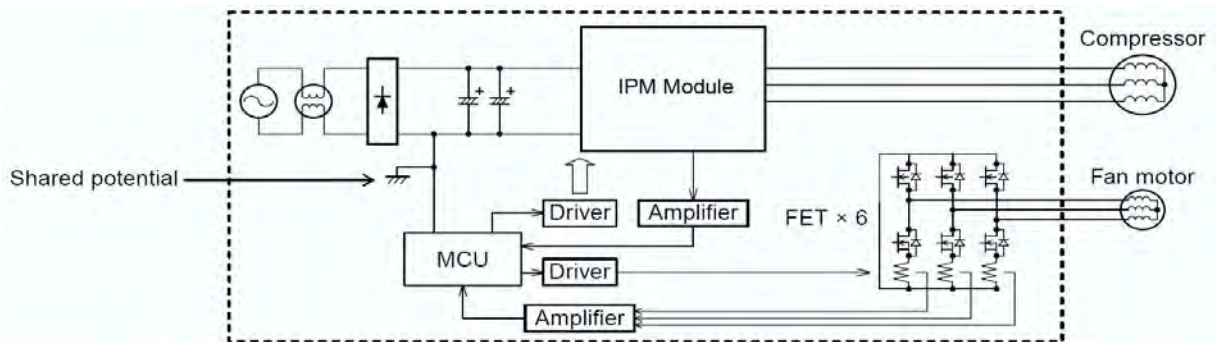 Compressor
IPM Module
Shared potential
Fan motor
Driver
Amplifier
FET × 6
MCU
Driver
Amplifier
+
+